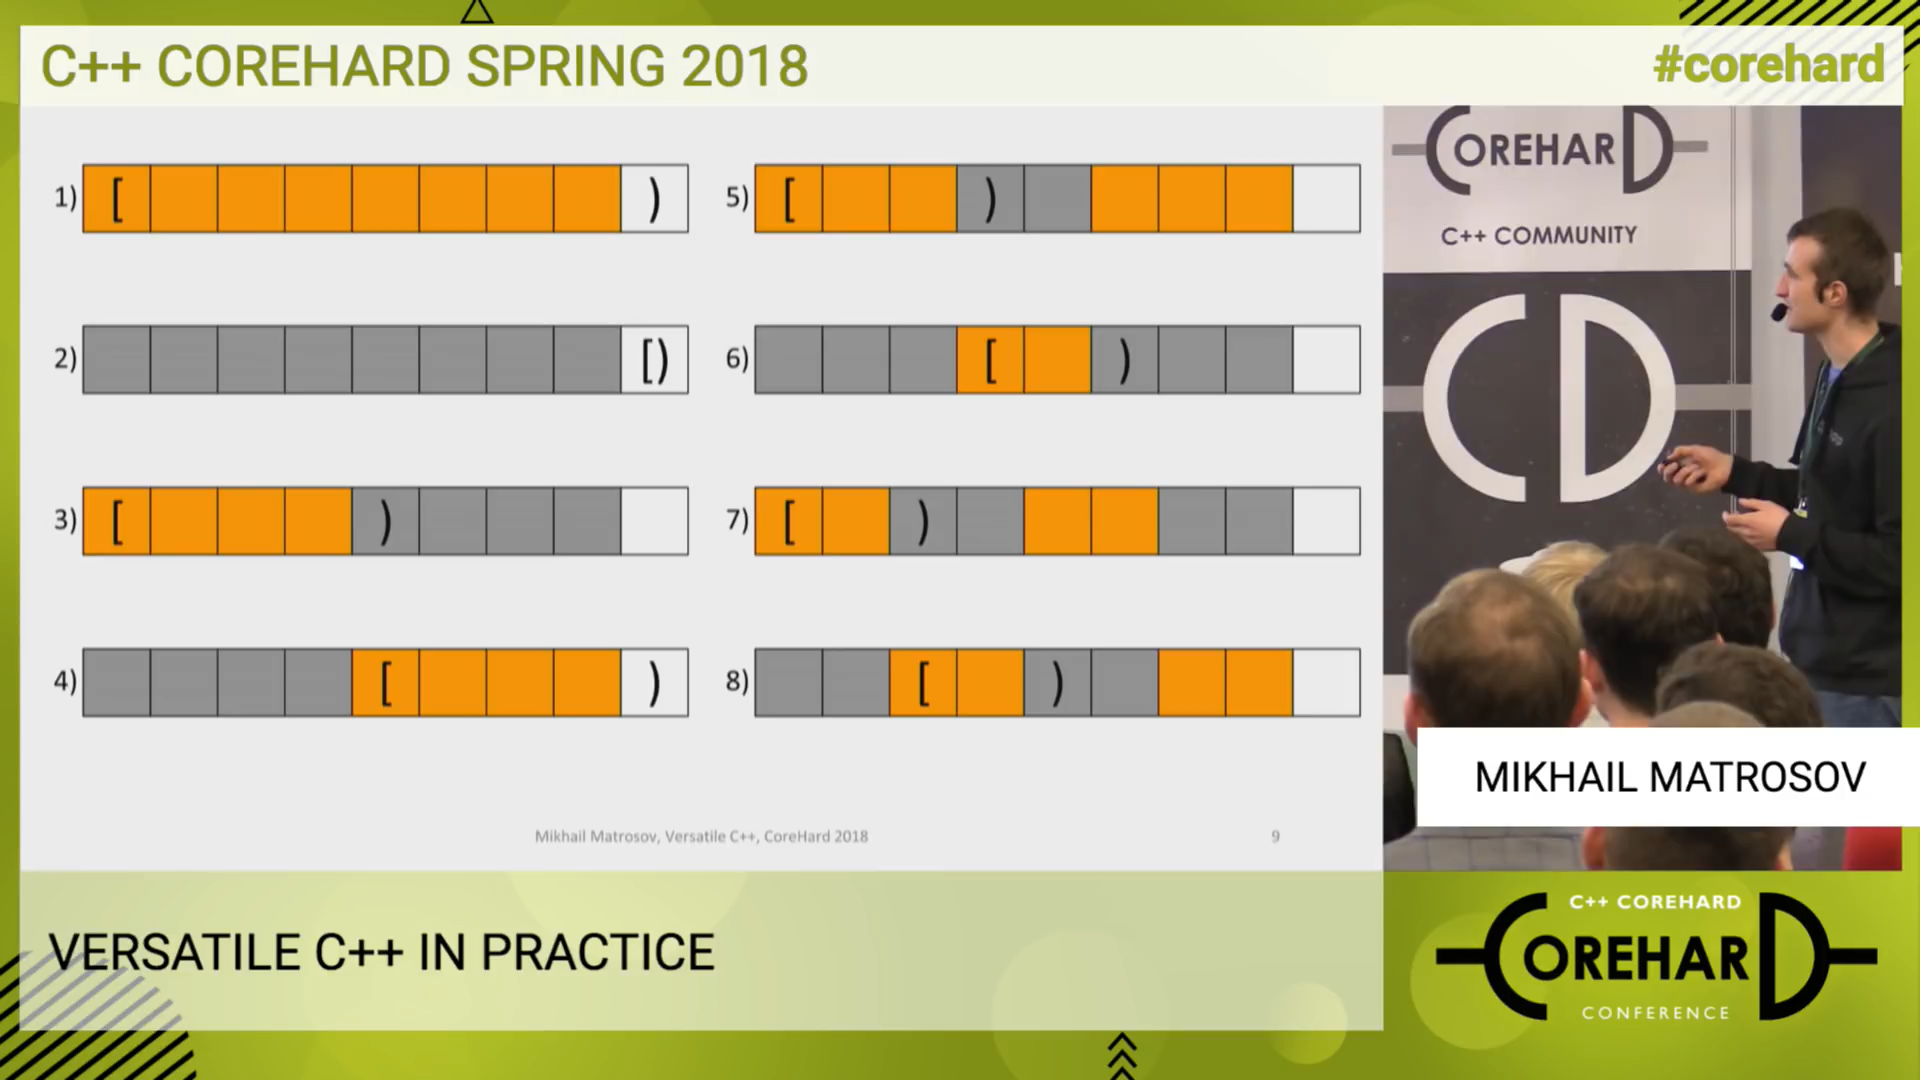 C++ COREHARD SPRING 2018
#corehard
1) [ )
5) [ )
2) [)
6) [ )
3) [ )
7) [ )
4) [ )
8) [ )
Mikhail Matrosov, Versatile C++, CoreHard 2018
9
COREHARD
C++ COMMUNITY
CD
MIKHAIL MATROSOV
VERSATILE C++ IN PRACTICE
C++ COREHARD
COREHARD
CONFERENCE